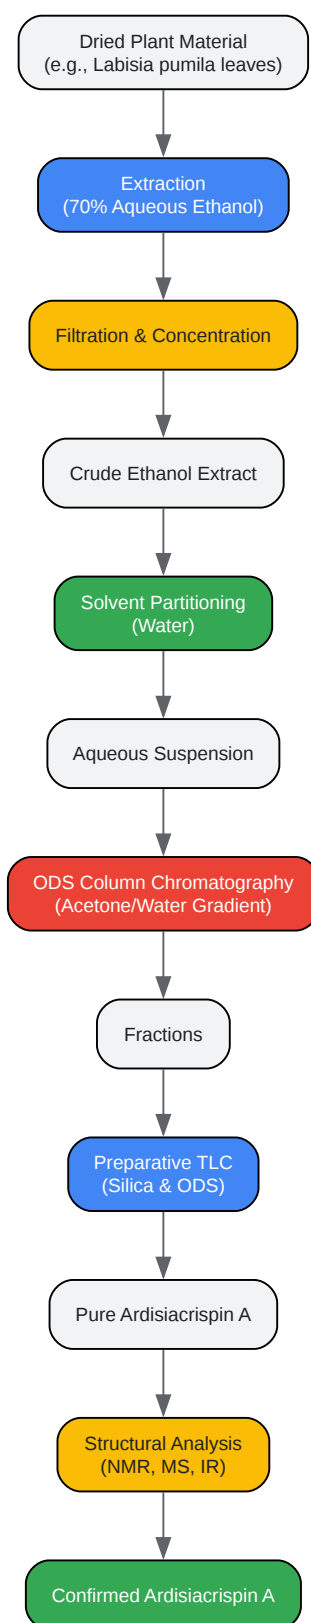 Dried Plant Material
(e.g., Labisia pumila leaves)
Extraction
(70% Aqueous Ethanol)
Filtration & Concentration
Crude Ethanol Extract
Solvent Partitioning
(Water)
Aqueous Suspension
ODS Column Chromatography
(Acetone/Water Gradient)
Fractions
Preparative TLC
(Silica & ODS)
Pure Ardisiacrispin A
Structural Analysis
(NMR, MS, IR)
Confirmed Ardisiacrispin A